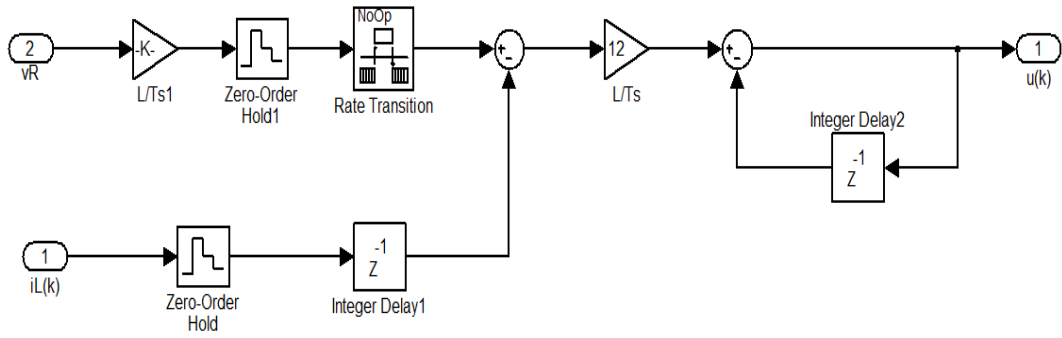 2
vR
-K-
L/Ts1
Zero-Order
Hold1
NoOp
Rate Transition
+
-
12
L/Ts
+
-
1
u(k)
Integer Delay2
-1
Z
1
iL(k)
Zero-Order
Hold
-1
Z
Integer Delay1